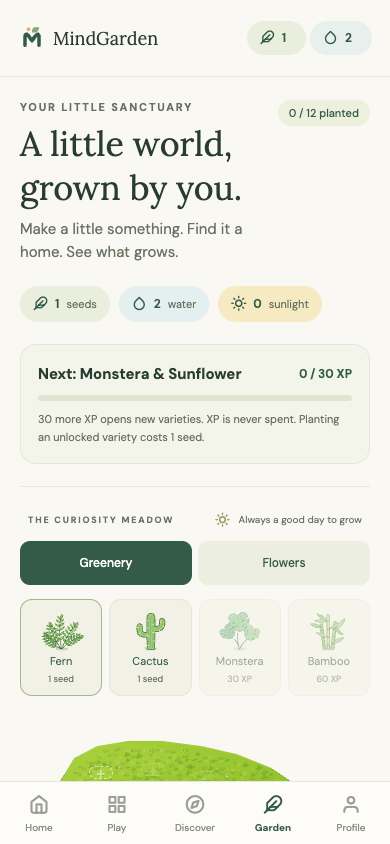 MindGarden
1
2
YOUR LITTLE SANCTUARY
0 / 12 planted
A little world,
grown by you.
Make a little something. Find it a
home. See what grows.
1 seeds
2 water
0 sunlight
Next: Monstera & Sunflower
0 / 30 XP
30 more XP opens new varieties. XP is never spent. Planting
an unlocked variety costs 1 seed.
THE CURIOSITY MEADOW
Always a good day to grow
Greenery
Flowers
Fern
1 seed
Cactus
1 seed
Monstera
30 XP
Bamboo
60 XP
Home
Play
Discover
Garden
Profile